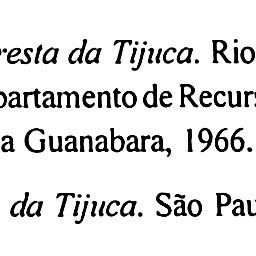 resta da Tijuca. Rio
partamento de Recurs
a Guanabara, 1966.
da Tijuca. São Pau